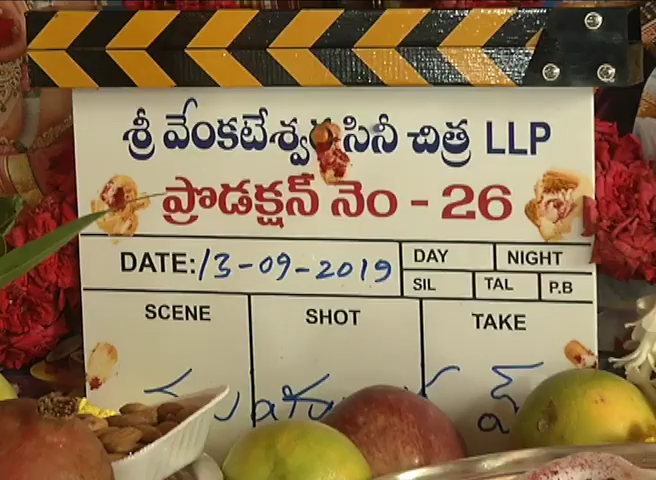 శ్రీ వేంకటేశ్వర సినీ చిత్ర LLP
ప్రొడక్షన్ నెం - 26
DATE: 13-09-2019
DAY NIGHT
SIL TAL P.B
SCENE SHOT TAKE